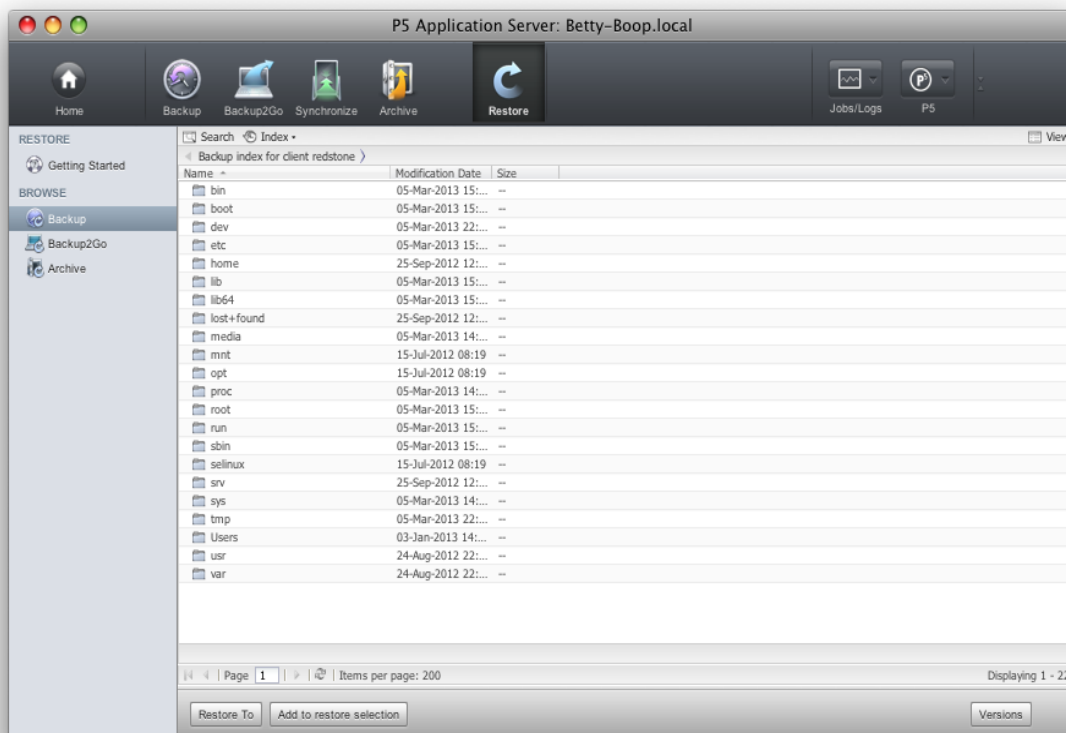 P5 Application Server: Betty-Boop.local
Home Backup Backup2Go Synchronize Archive Restore Jobs/Logs P5
RESTORE
Getting Started
BROWSE
Backup
Backup2Go
Archive
Search Index View
Backup index for client redstone
Name Modification Date Size
bin 05-Mar-2013 15:... --
boot 05-Mar-2013 15:... --
dev 05-Mar-2013 22:... --
etc 05-Mar-2013 15:... --
home 25-Sep-2012 12:... --
lib 05-Mar-2013 15:... --
lib64 05-Mar-2013 15:... --
lost+found 25-Sep-2012 12:... --
media 05-Mar-2013 14:... --
mnt 15-Jul-2012 08:19 --
opt 15-Jul-2012 08:19 --
proc 05-Mar-2013 14:... --
root 05-Mar-2013 15:... --
run 05-Mar-2013 15:... --
sbin 05-Mar-2013 15:... --
selinux 15-Jul-2012 08:19 --
srv 25-Sep-2012 12:... --
sys 05-Mar-2013 14:... --
tmp 05-Mar-2013 22:... --
Users 03-Jan-2013 14:... --
usr 24-Aug-2012 22:... --
var 24-Aug-2012 22:... --
Page 1 Items per page: 200 Displaying 1 - 22
Restore To Add to restore selection Versions